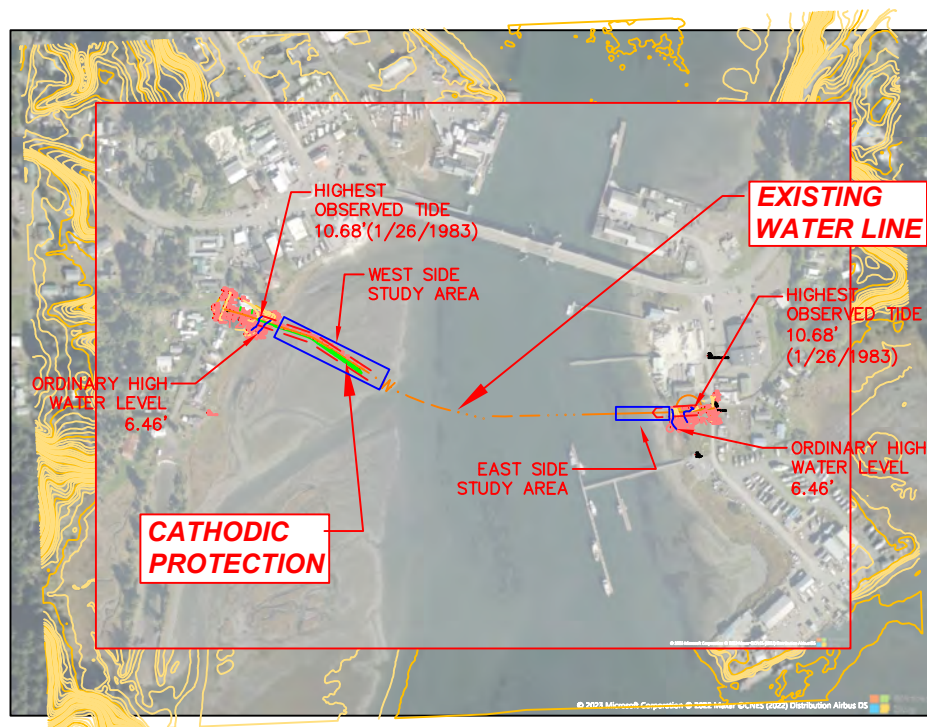 HIGHEST
OBSERVED TIDE
10.68'(1/26/1983)
EXISTING
WATER LINE
WEST SIDE
STUDY AREA
HIGHEST
OBSERVED TIDE
10.68'
(1/26/1983)
ORDINARY HIGH
WATER LEVEL
6.46'
EAST SIDE
STUDY AREA
ORDINARY HIGH
WATER LEVEL
6.46'
CATHODIC
PROTECTION
© 2023 Microsoft Corporation © 2022 Maxar ©CNES (2022) Distribution Airbus DS